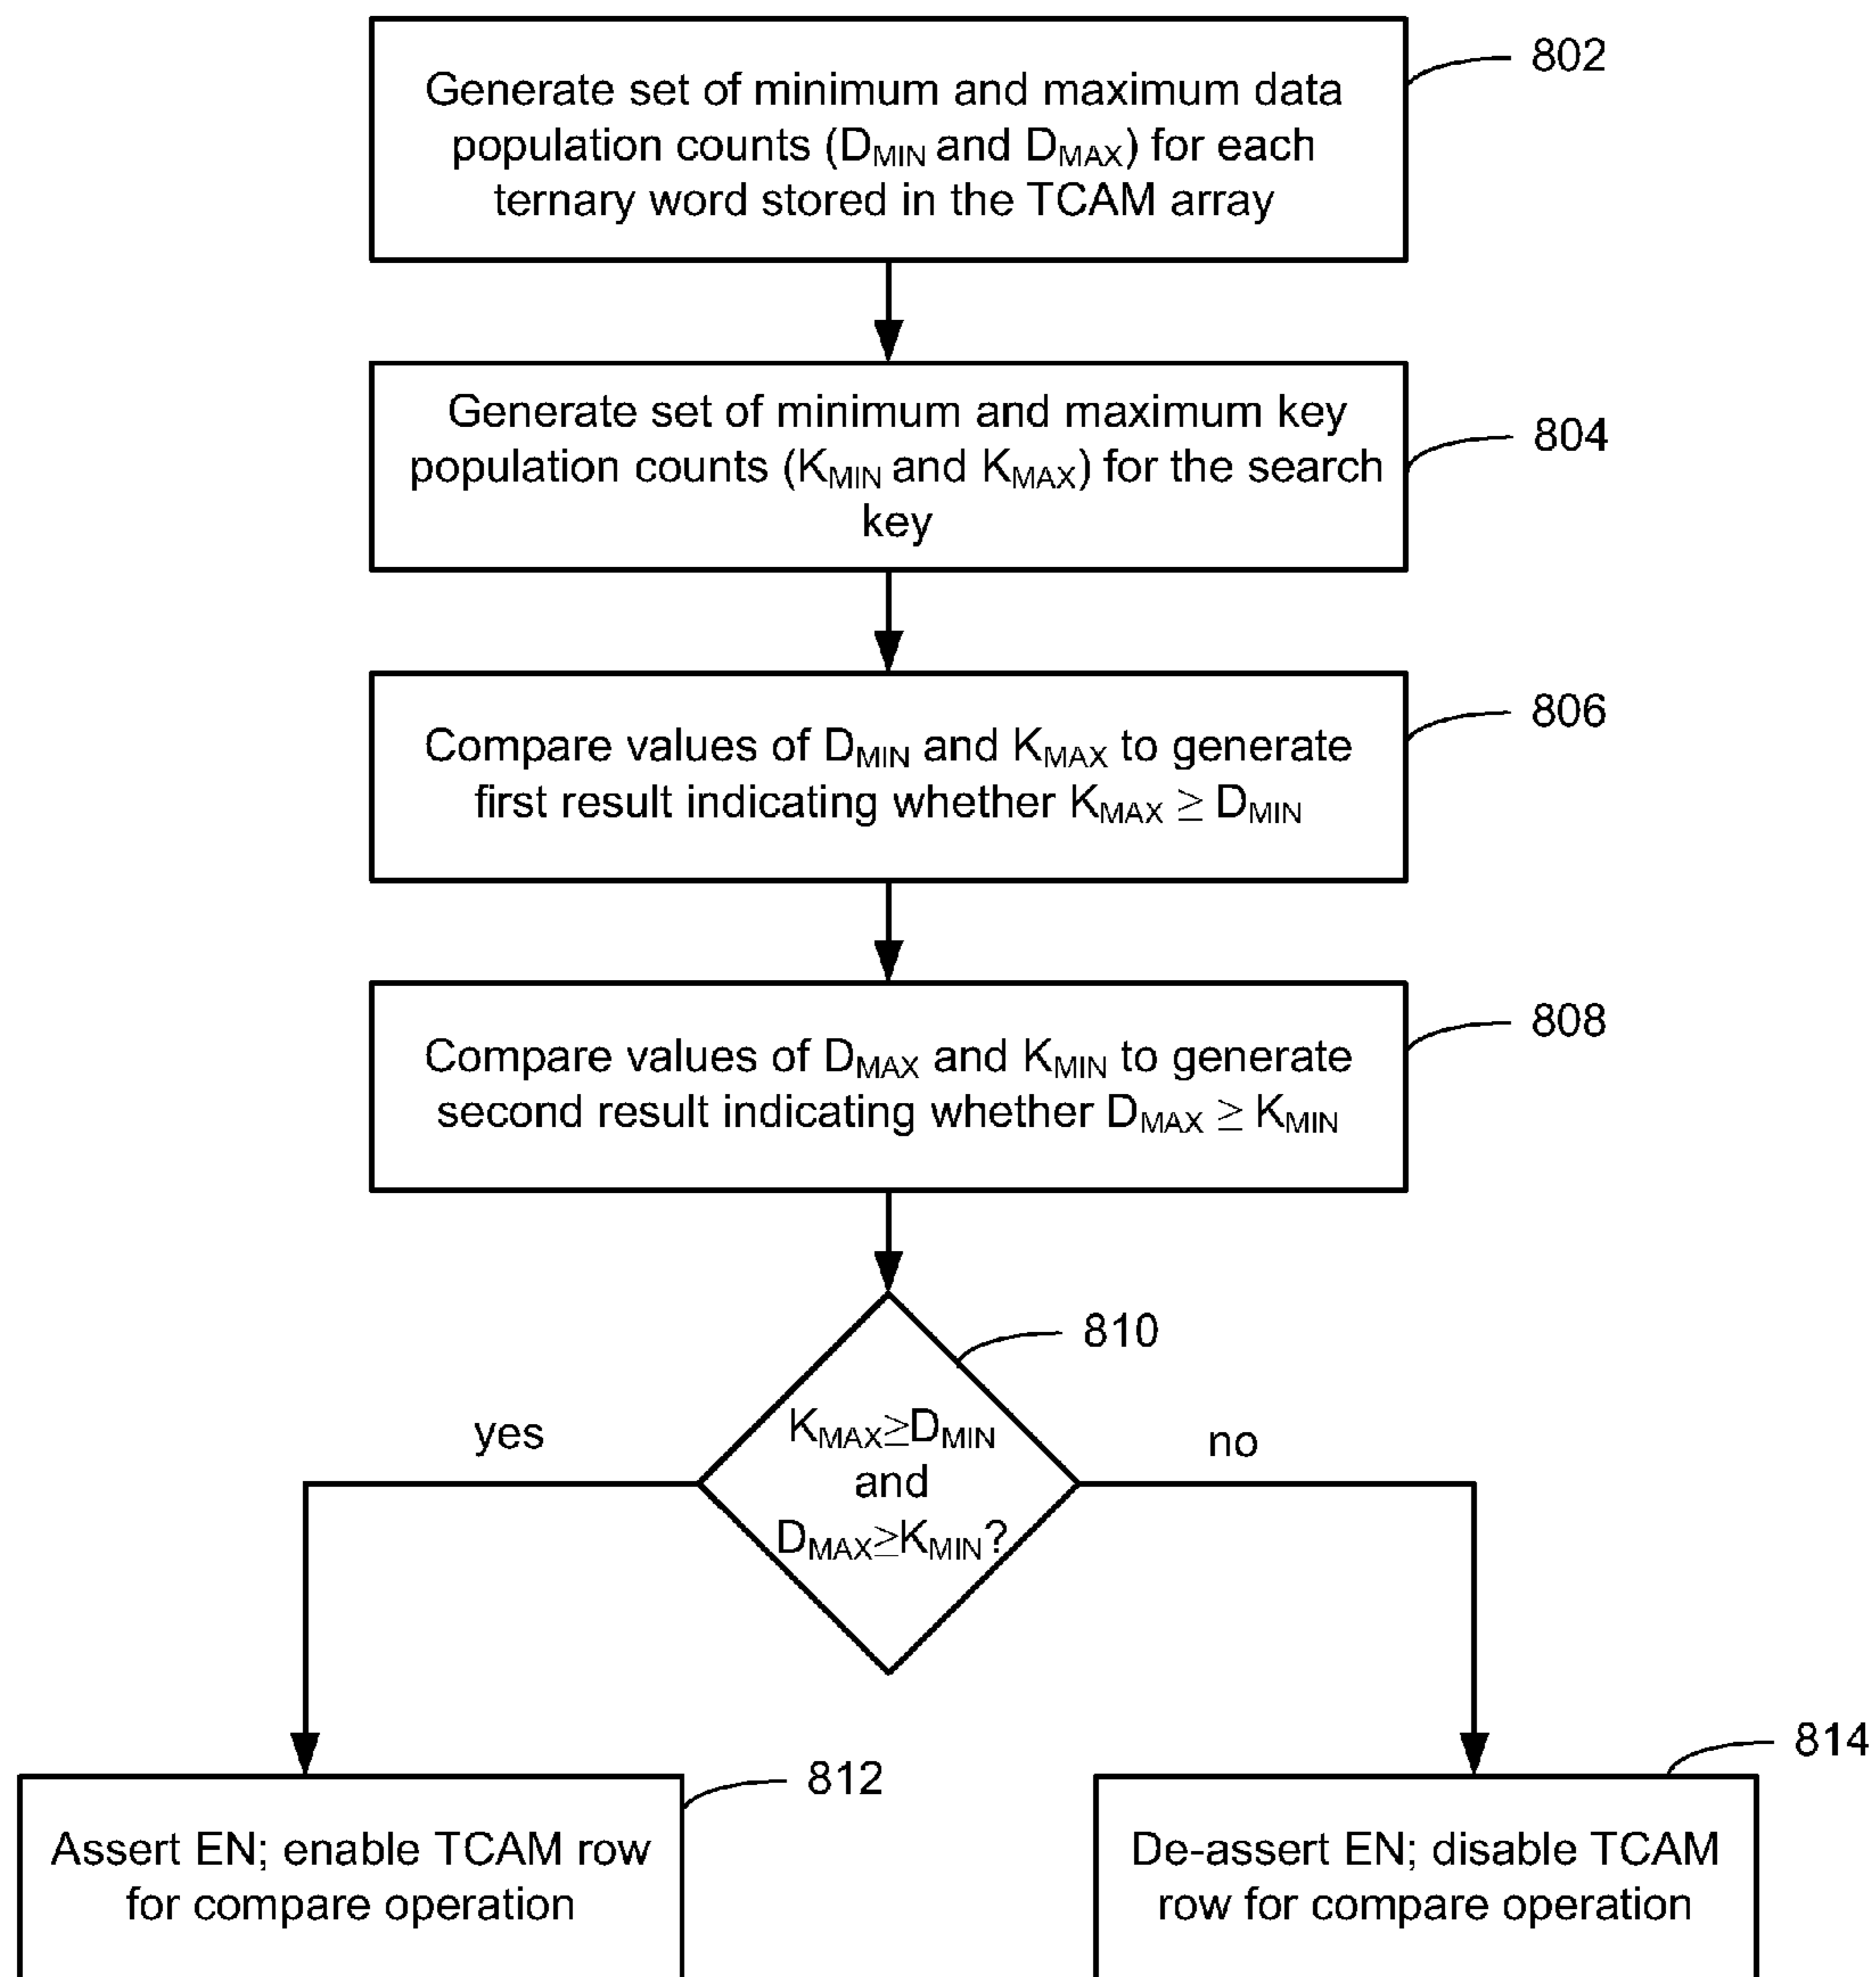 Generate set of minimum and maximum data
population counts (DMIN and DMAX) for each
ternary word stored in the TCAM array
802
Generate set of minimum and maximum key
population counts (KMIN and KMAX) for the search
key
804
Compare values of DMIN and KMAX to generate
first result indicating whether KMAX ≥ DMIN
806
Compare values of DMAX and KMIN to generate
second result indicating whether DMAX ≥ KMIN
808
810
KMAX≥DMIN
and
DMAX≥KMIN?
yes
no
Assert EN; enable TCAM row
for compare operation
812
De-assert EN; disable TCAM
row for compare operation
814